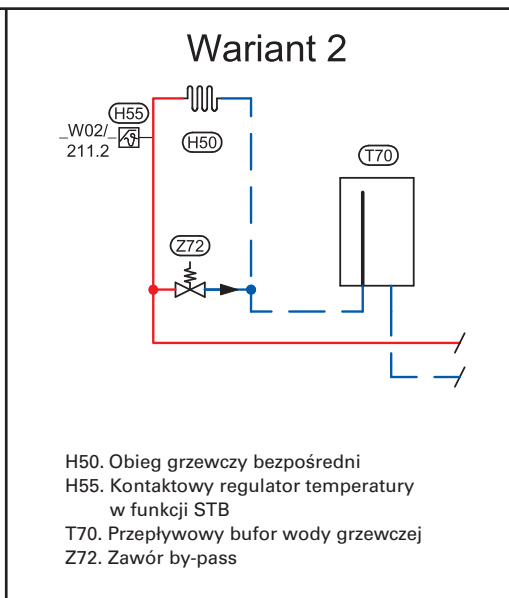 Wariant 2
H55
_W02/_
211.2
H50
T70
Z72
H50. Obieg grzewczy bezpośredni
H55. Kontaktowy regulator temperatury
w funkcji STB
T70. Przepływowy bufor wody grzewczej
Z72. Zawór by-pass